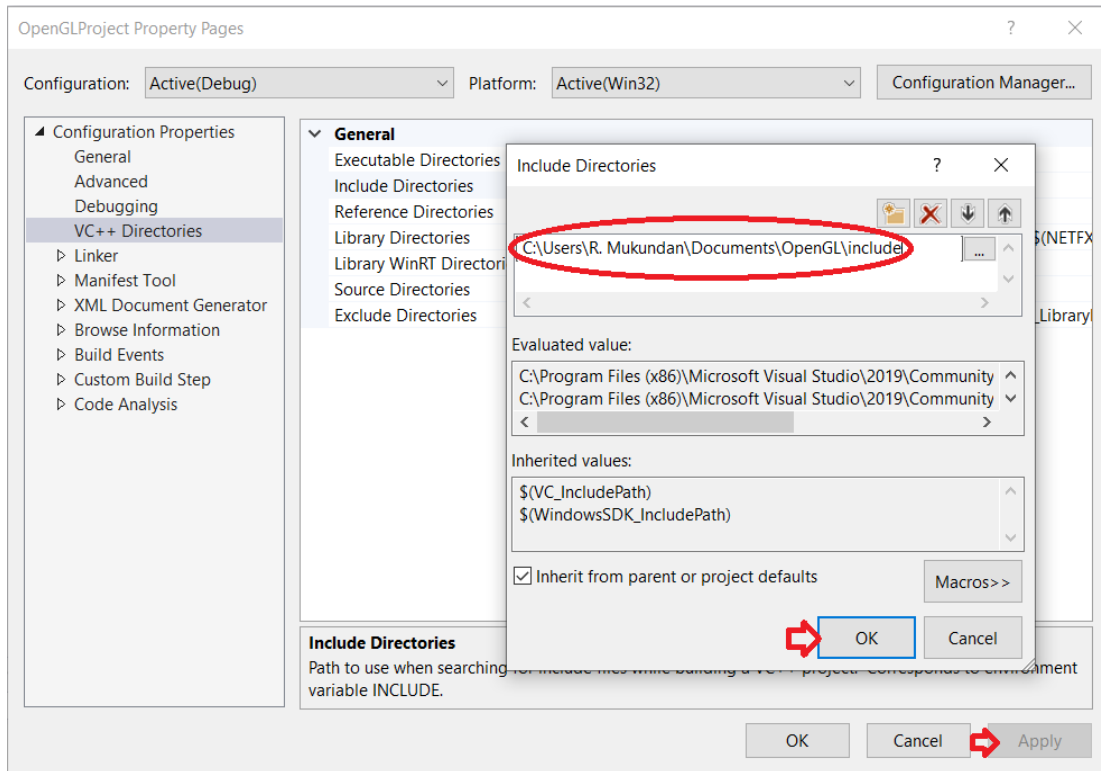 OpenGLProject Property Pages
Configuration: Active(Debug) Platform: Active(Win32) Configuration Manager...
Configuration Properties
General
Advanced
Debugging
VC++ Directories
Linker
Manifest Tool
XML Document Generator
Browse Information
Build Events
Custom Build Step
Code Analysis
General
Executable Directories
Include Directories
Reference Directories
Library Directories
$(NETFX
Library WinRT Directori
Source Directories
Exclude Directories
_Library
Include Directories
C:\Users\R. Mukundan\Documents\OpenGL\include
...
Evaluated value:
C:\Program Files (x86)\Microsoft Visual Studio\2019\Community
C:\Program Files (x86)\Microsoft Visual Studio\2019\Community
Inherited values:
$(VC_IncludePath)
$(WindowsSDK_IncludePath)
Inherit from parent or project defaults
Macros>>
OK Cancel
Include Directories
Path to use when searching for include files while building a VC++ project. Corresponds to environment
variable INCLUDE.
OK Cancel Apply